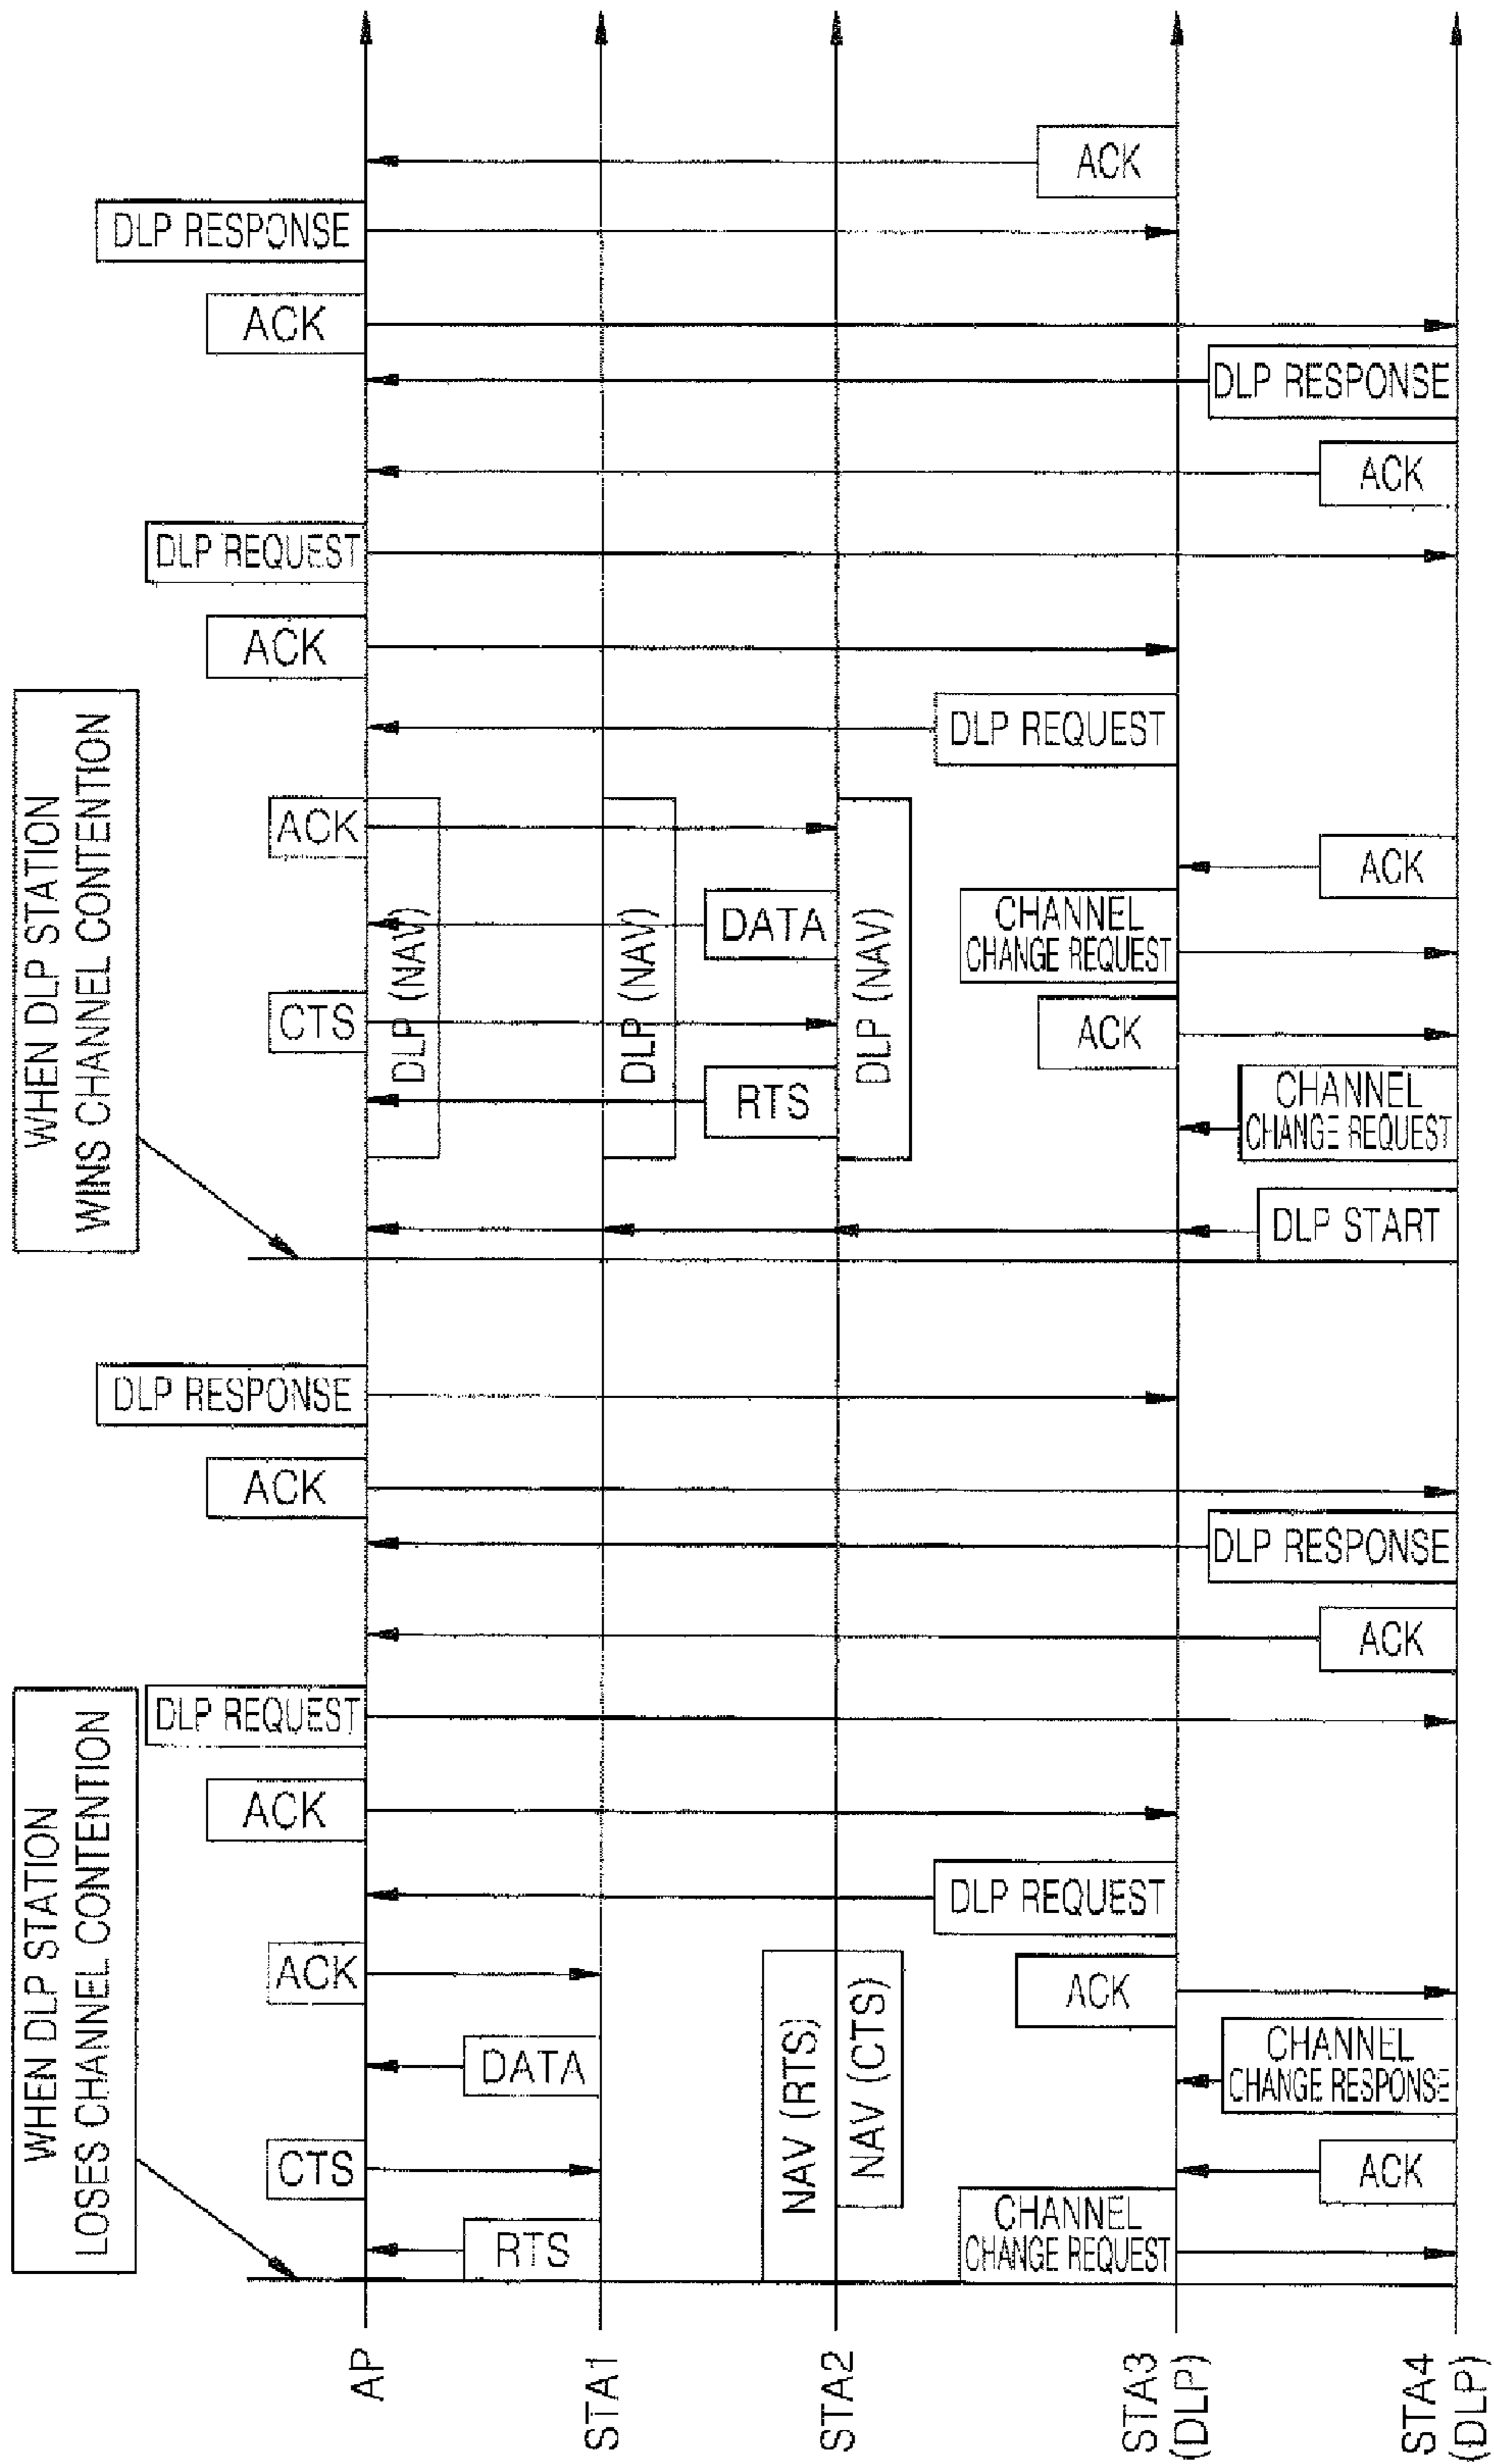 WHEN DLP STATION
LOSES CHANNEL CONTENTION
WHEN DLP STATION
WINS CHANNEL CONTENTION
AP
CTS
ACK
ACK
DLP REQUEST
ACK
DLP RESPONSE
CTS
ACK
DLP (NAV)
ACK
DLP REQUEST
ACK
DLP RESPONSE
STA1
RTS
DATA
DLP (NAV)
STA2
NAV (RTS)
NAV (CTS)
RTS
DATA
DLP (NAV)
STA3
(DLP)
CHANNEL
CHANGE REQUEST
ACK
DLP REQUEST
ACK
CHANNEL
CHANGE REQUEST
DLP REQUEST
ACK
STA4
(DLP)
ACK
CHANNEL
CHANGE RESPONSE
ACK
DLP RESPONSE
DLP START
CHANNEL
CHANGE REQUEST
ACK
ACK
DLP RESPONSE